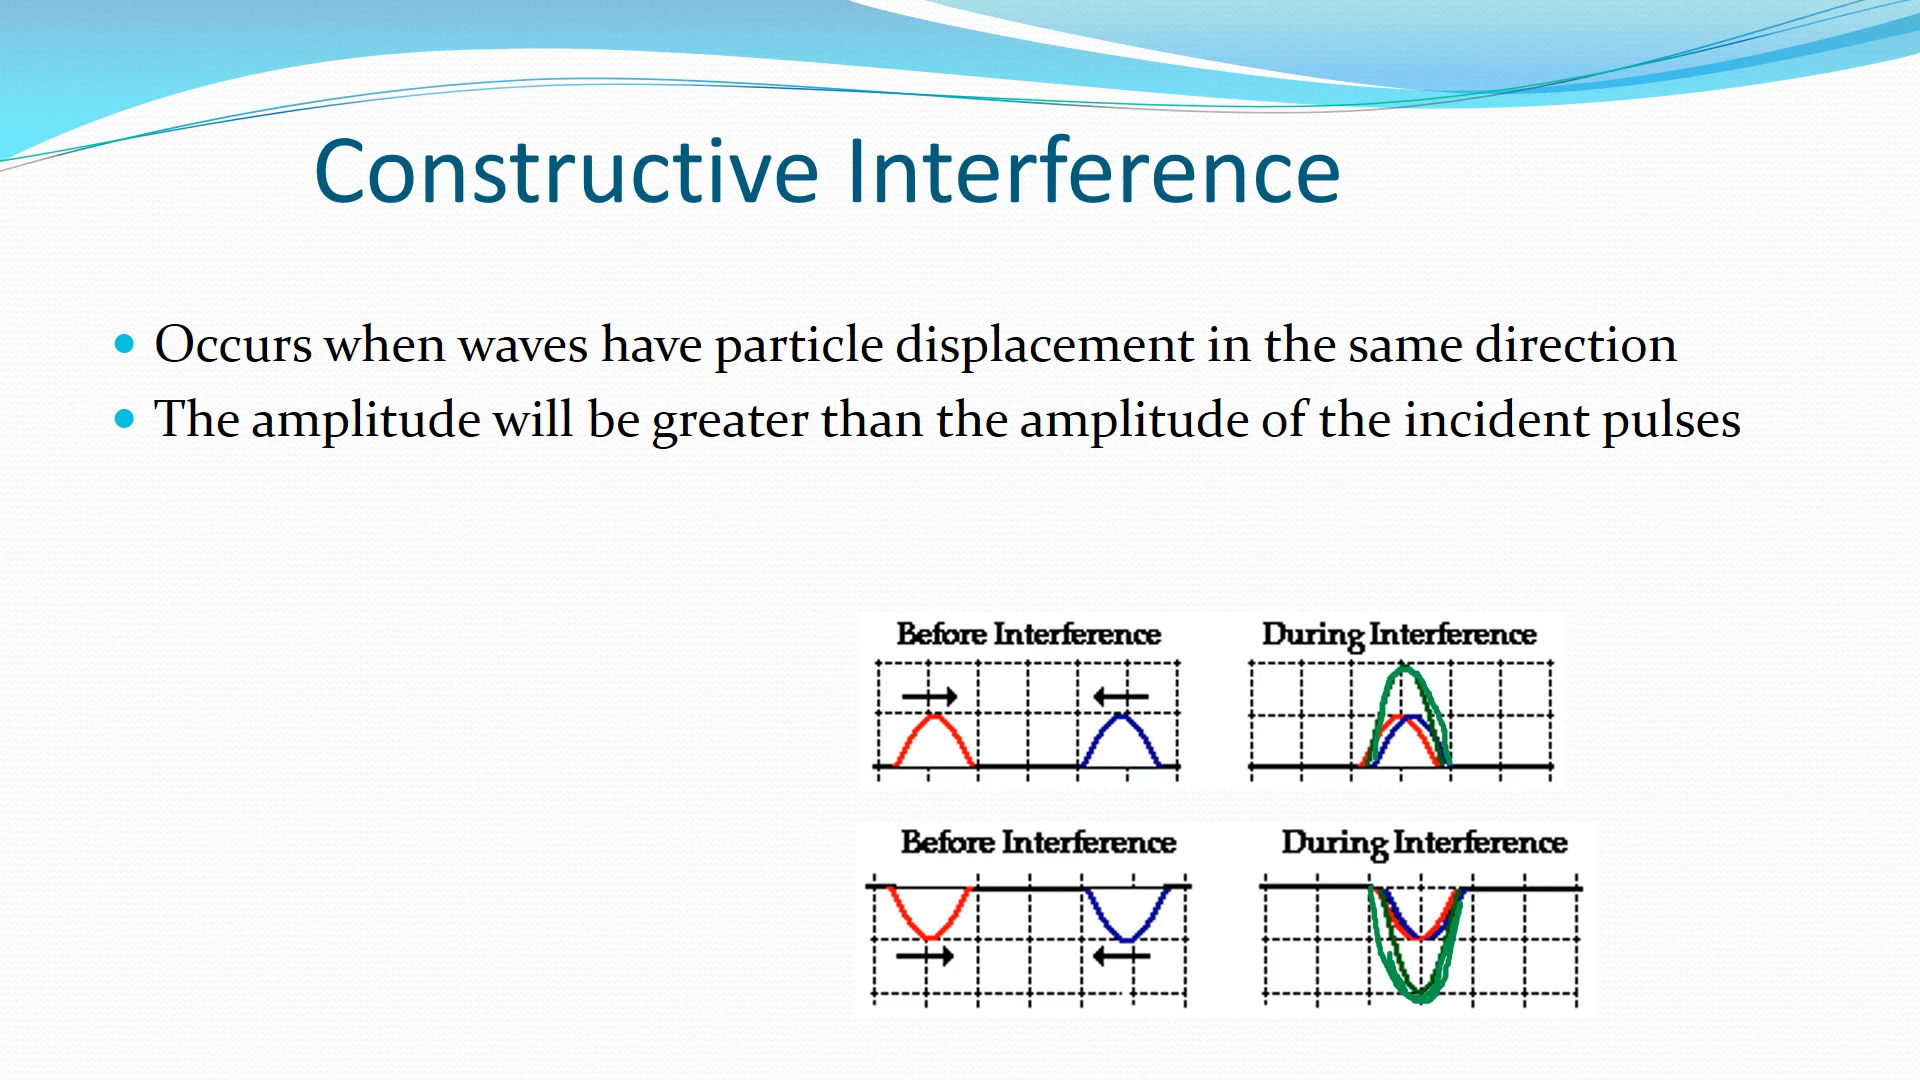 Constructive Interference
Occurs when waves have particle displacement in the same direction
The amplitude will be greater than the amplitude of the incident pulses
Before Interference
During Interference
Before Interference
During Interference